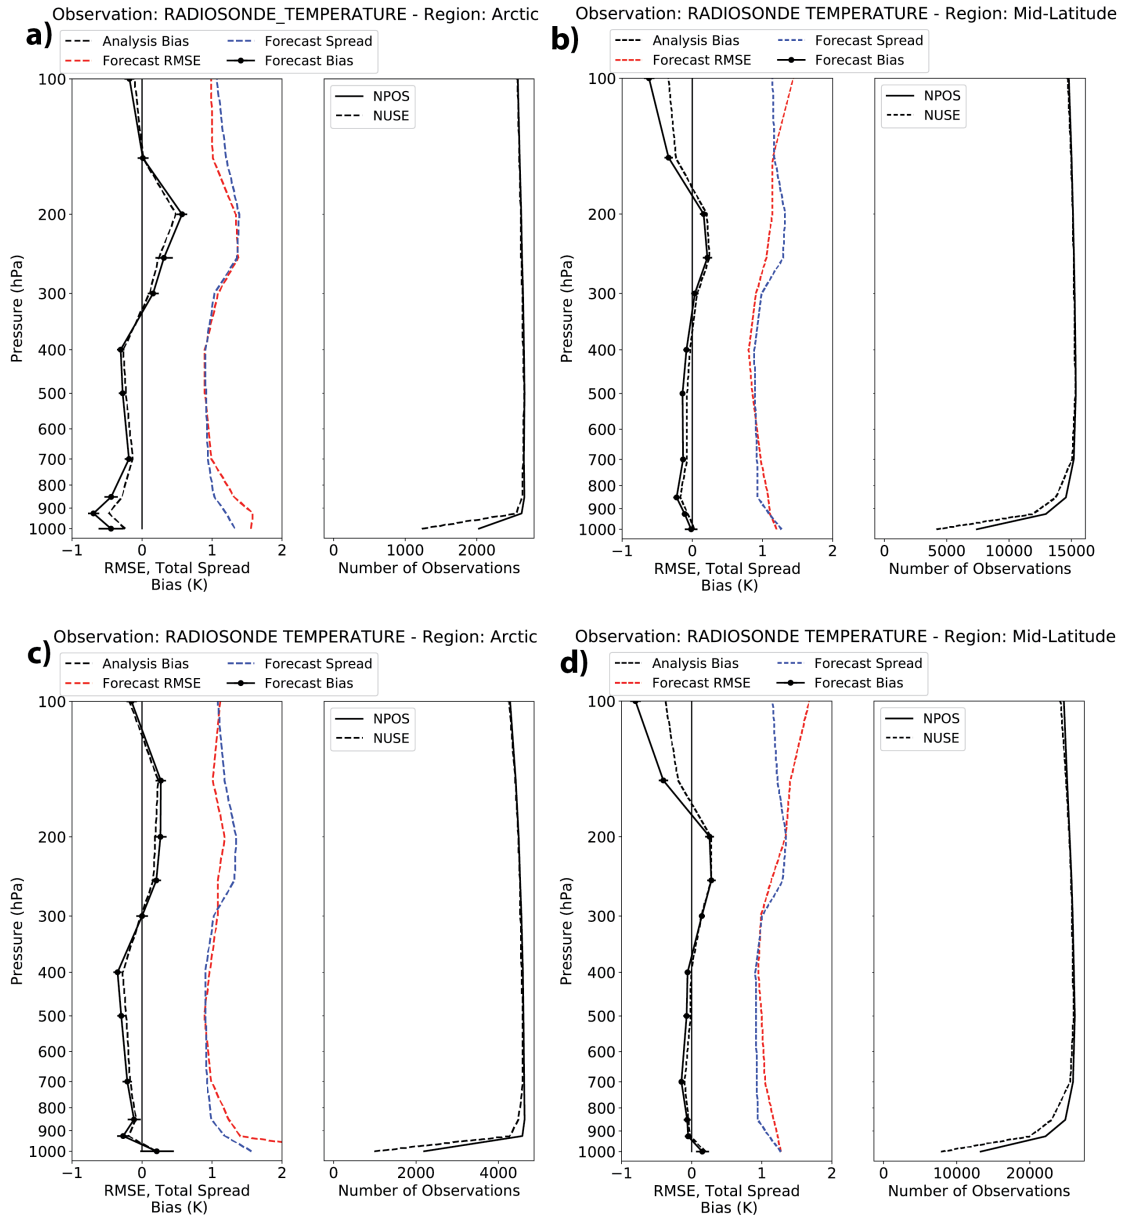 a)
Observation: RADIOSONDE_TEMPERATURE - Region: Arctic
Analysis Bias
Forecast Spread
Forecast RMSE
Forecast Bias
100
200
300
400
500
600
700
800
900
1000
Pressure (hPa)
−1
0
1
2
RMSE, Total Spread
Bias (K)
NPOS
NUSE
0
1000
2000
Number of Observations
b)
Observation: RADIOSONDE TEMPERATURE - Region: Mid-Latitude
Analysis Bias
Forecast Spread
Forecast RMSE
Forecast Bias
100
200
300
400
500
600
700
800
900
1000
Pressure (hPa)
−1
0
1
2
RMSE, Total Spread
Bias (K)
NPOS
NUSE
0
5000
10000
15000
Number of Observations
c)
Observation: RADIOSONDE TEMPERATURE - Region: Arctic
Analysis Bias
Forecast Spread
Forecast RMSE
Forecast Bias
100
200
300
400
500
600
700
800
900
1000
Pressure (hPa)
−1
0
1
2
RMSE, Total Spread
Bias (K)
NPOS
NUSE
0
2000
4000
Number of Observations
d)
Observation: RADIOSONDE TEMPERATURE - Region: Mid-Latitude
Analysis Bias
Forecast Spread
Forecast RMSE
Forecast Bias
100
200
300
400
500
600
700
800
900
1000
Pressure (hPa)
−1
0
1
2
RMSE, Total Spread
Bias (K)
NPOS
NUSE
0
10000
20000
Number of Observations